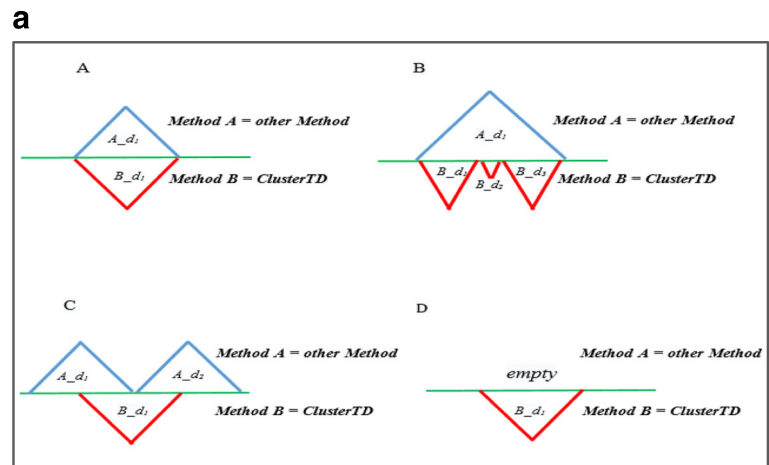 a
A
A_d₁
Method A = other Method
B_d₁
Method B = ClusterTD
B
A_d₁
Method A = other Method
B_d₁
B_d₂
B_d₃
Method B = ClusterTD
C
A_d₁
A_d₂
Method A = other Method
B_d₁
Method B = ClusterTD
D
empty
Method A = other Method
B_d₁
Method B = ClusterTD